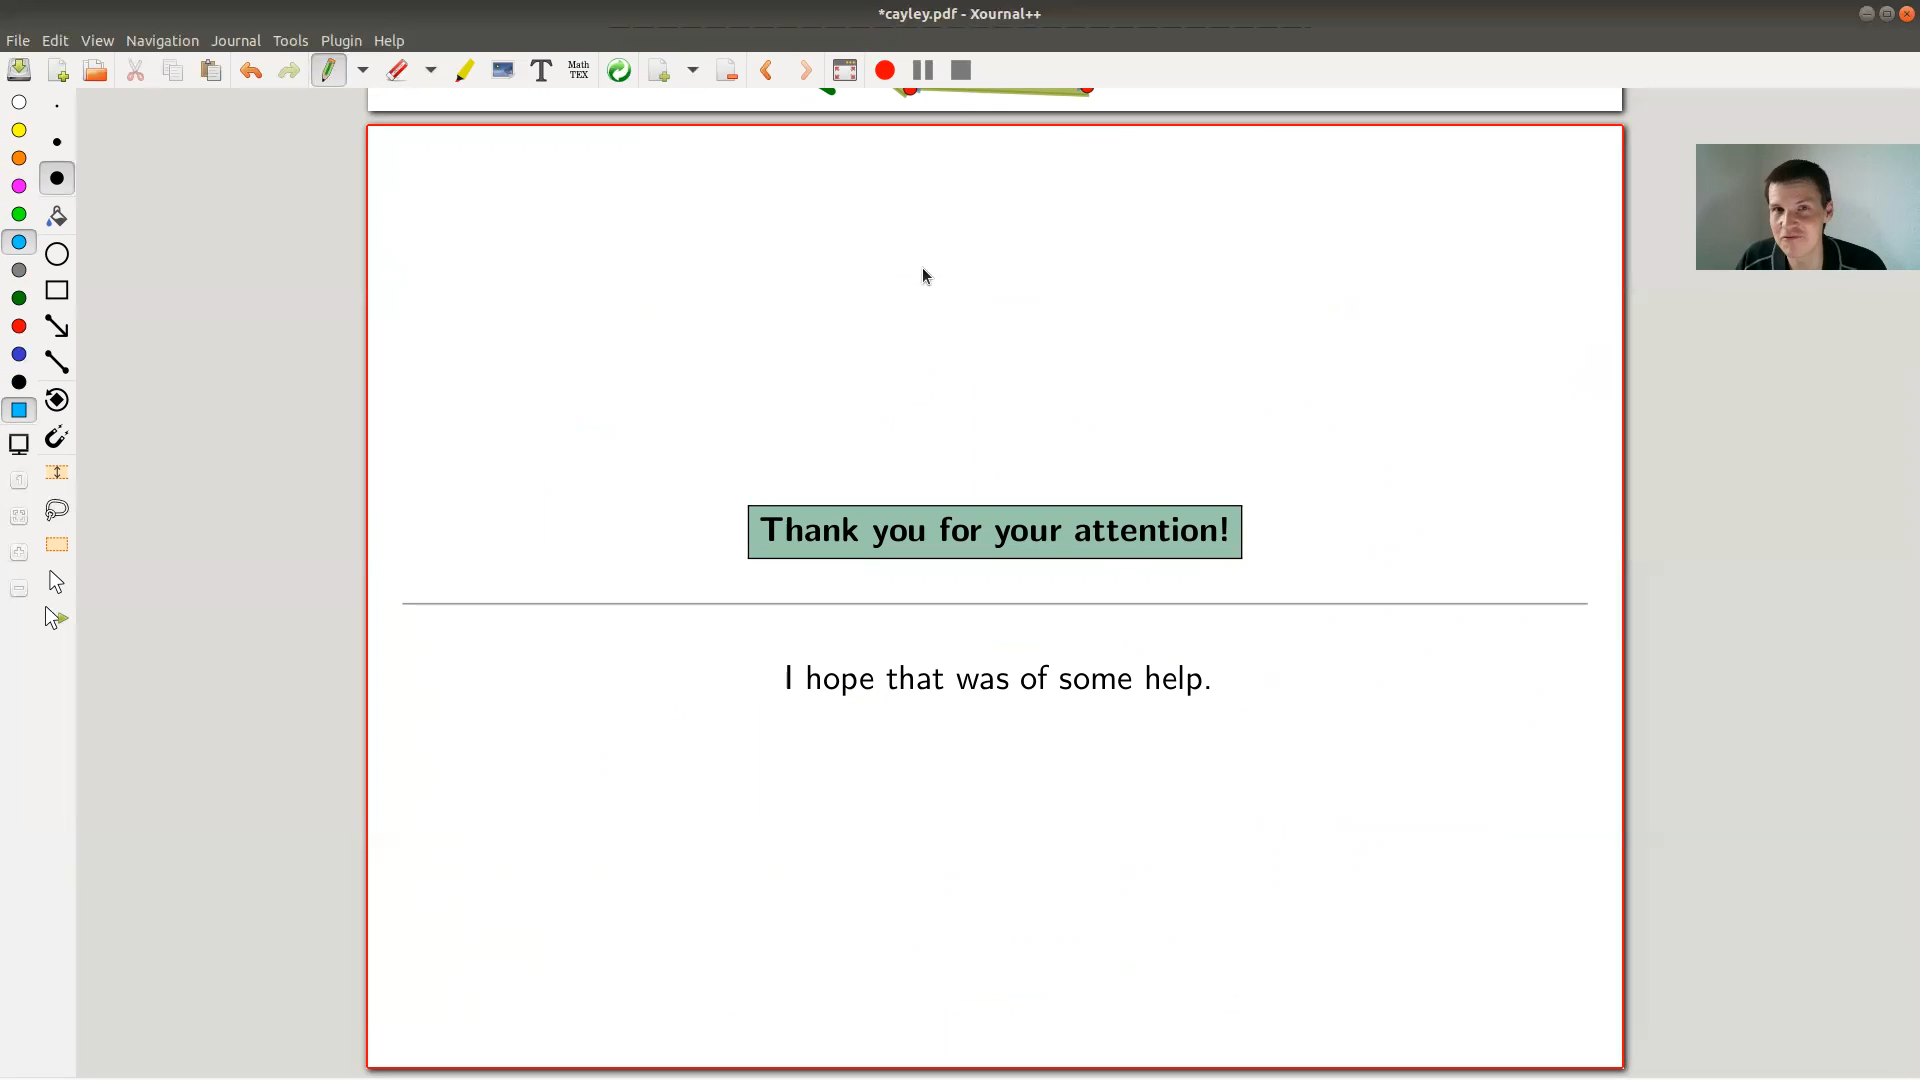 *cayley.pdf - Xournal++
File Edit View Navigation Journal Tools Plugin Help
Math
TEX
T
Thank you for your attention!
I hope that was of some help.